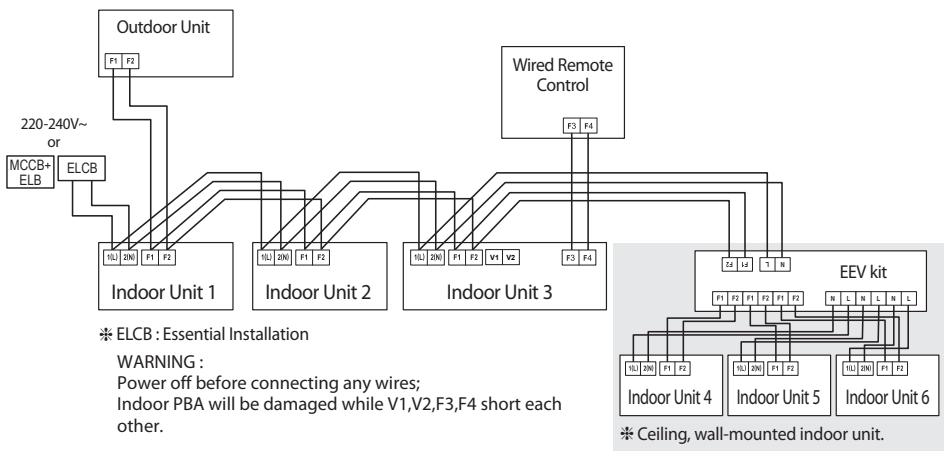 Outdoor Unit
F1 F2
Wired Remote
Control
F3 F4
220-240V~
or
MCCB+
ELB
ELCB
1(L) 2(N) F1 F2
Indoor Unit 1
1(L) 2(N) F1 F2
Indoor Unit 2
1(L) 2(N) F1 F2 V1 V2 F3 F4
Indoor Unit 3
F2 F1 L N
EEV kit
F1 F2 F1 F2 F1 F2 N L N L N L
1(L) 2(N) F1 F2
Indoor Unit 4
1(L) 2(N) F1 F2
Indoor Unit 5
1(L) 2(N) F1 F2
Indoor Unit 6
❈ Ceiling, wall-mounted indoor unit.
❈ ELCB : Essential Installation
WARNING :
Power off before connecting any wires;
Indoor PBA will be damaged while V1,V2,F3,F4 short each
other.